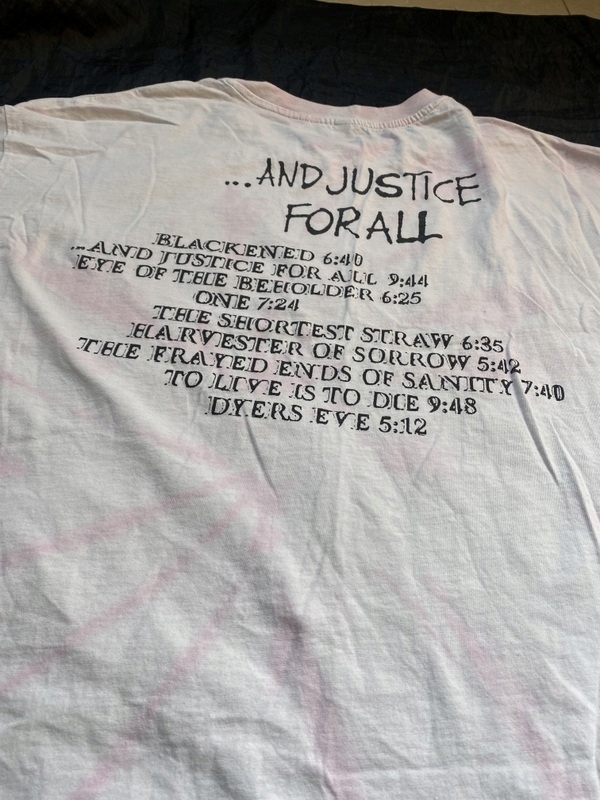 ...AND JUSTICE
FOR ALL
BLACKENED 6:40
...AND JUSTICE FOR ALL 9:44
EYE OF THE BEHOLDER 6:25
ONE 7:24
THE SHORTEST STRAW 6:35
HARVESTER OF SORROW 5:42
THE FRAYED ENDS OF SANITY 7:40
TO LIVE IS TO DIE 9:48
DYERS EVE 5:12